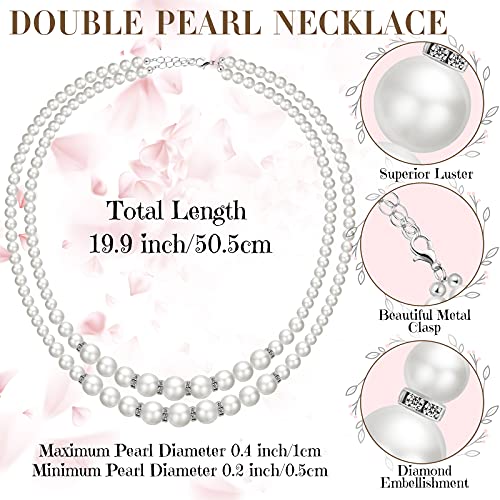 DOUBLE PEARL NECKLACE
Total Length
19.9 inch/50.5cm
Superior Luster
Beautiful Metal
Clasp
Diamond
Embellishment
Maximum Pearl Diameter 0.4 inch/1cm
Minimum Pearl Diameter 0.2 inch/0.5cm